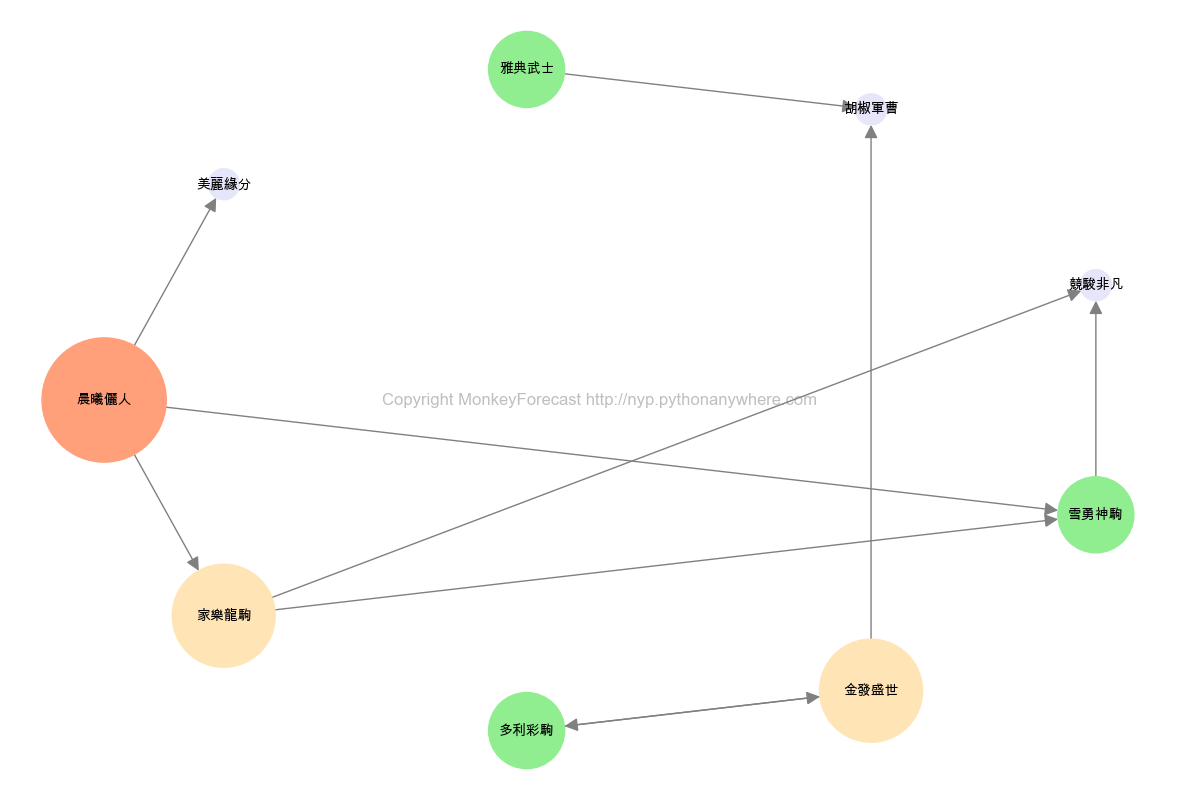 雅典武士
胡椒軍曹
美麗緣分
競駿非凡
晨曦儷人
Copyright MonkeyForecast http://nyp.pythonanywhere.com
雪勇神駒
家樂龍駒
金發盛世
多利彩駒